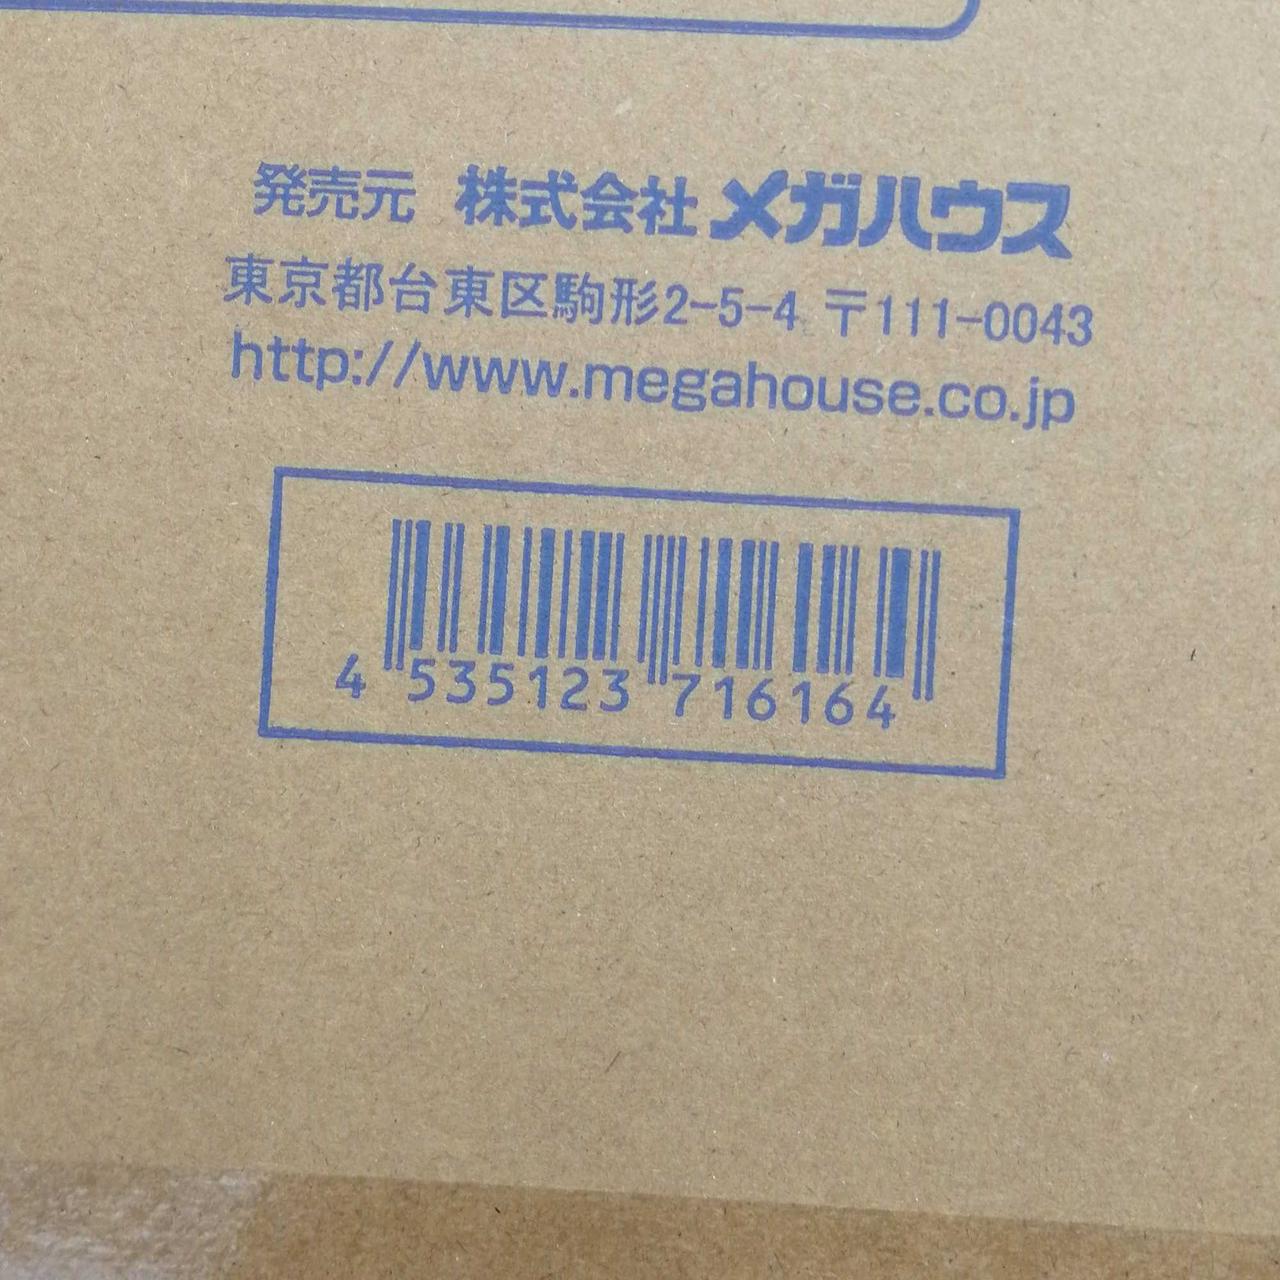 発売元 株式会社メガハウス
東京都台東区駒形2-5-4 〒111-0043
http://www.megahouse.co.jp
4 535123 716164